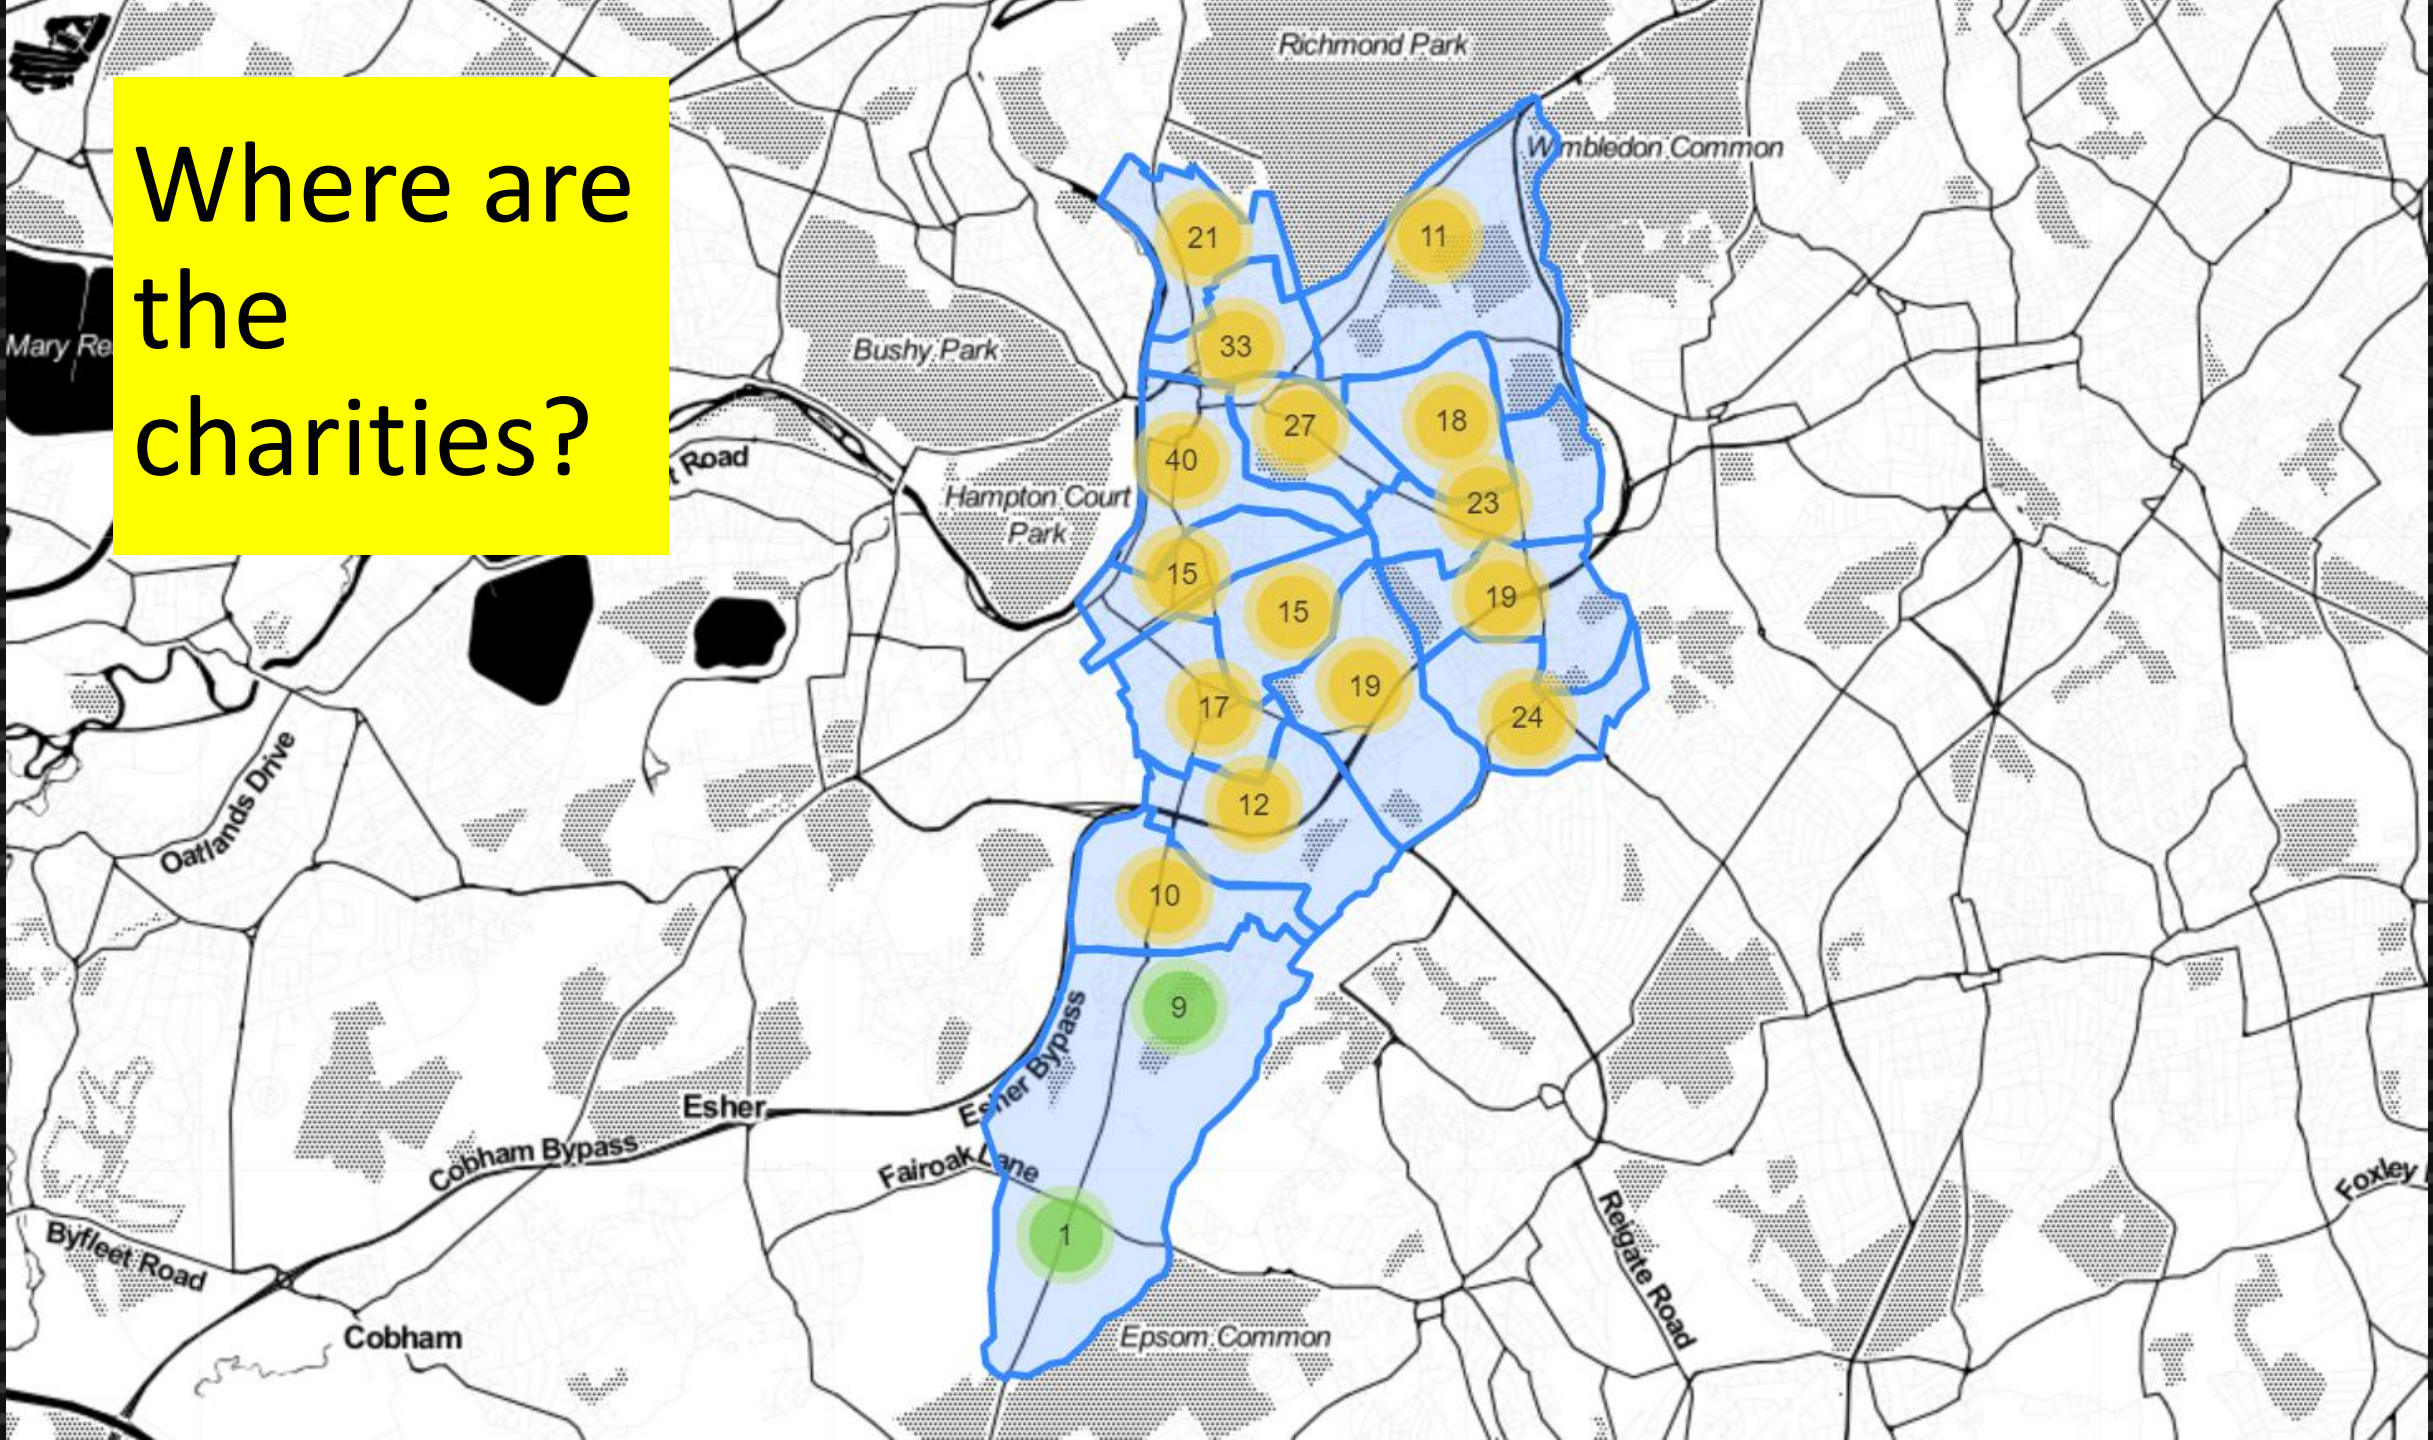 Richmond Park
Where are
the
charities?
Wimbledon Common
21
11
33
Bushy Park
27
18
40
Road
Hampton Court
Park
23
15
19
15
19
17
24
Oatlands Drive
12
10
9
Esher Bypass
Esher
Cobham Bypass
Fairoak Lane
Foxley
1
Byfleet Road
Reigate Road
Cobham
Epsom Common